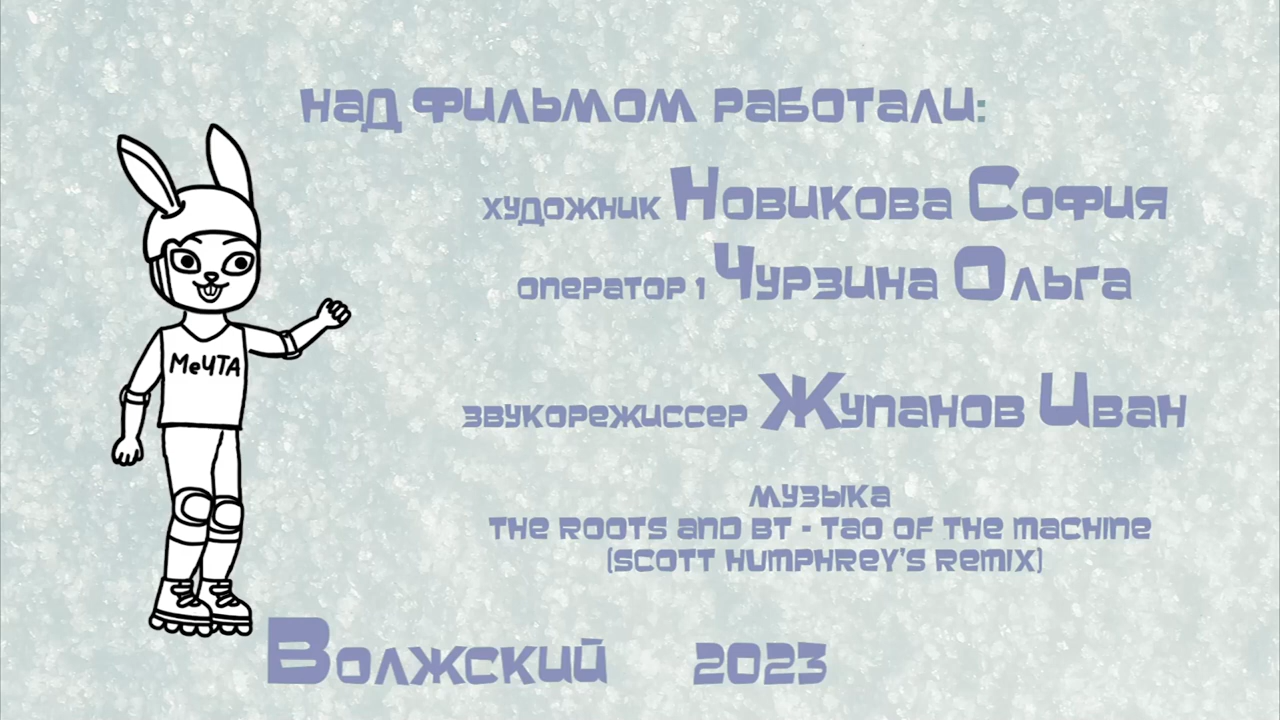 над фильмом работали:
художник Новикова София
оператор 1 Чурзина Ольга
МеЧТА
звукорежиссер Жупанов Иван
музыка
The Roots and BT - Tao of the Machine
(Scott Humphrey's Remix)
Волжский 2023